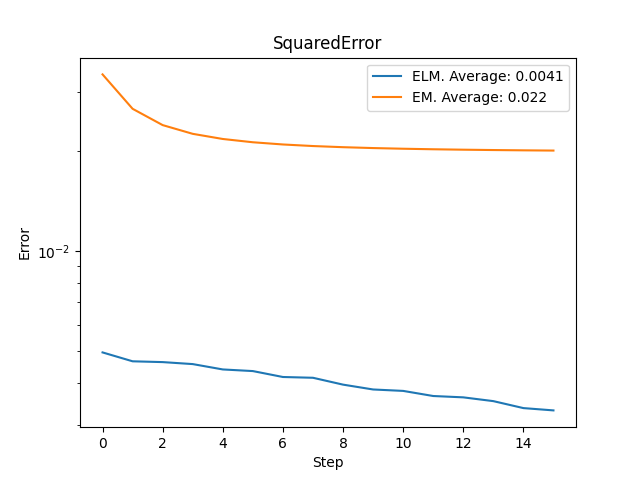 SquaredError
ELM. Average: 0.0041
EM. Average: 0.022
Error
10⁻²
0 2 4 6 8 10 12 14
Step